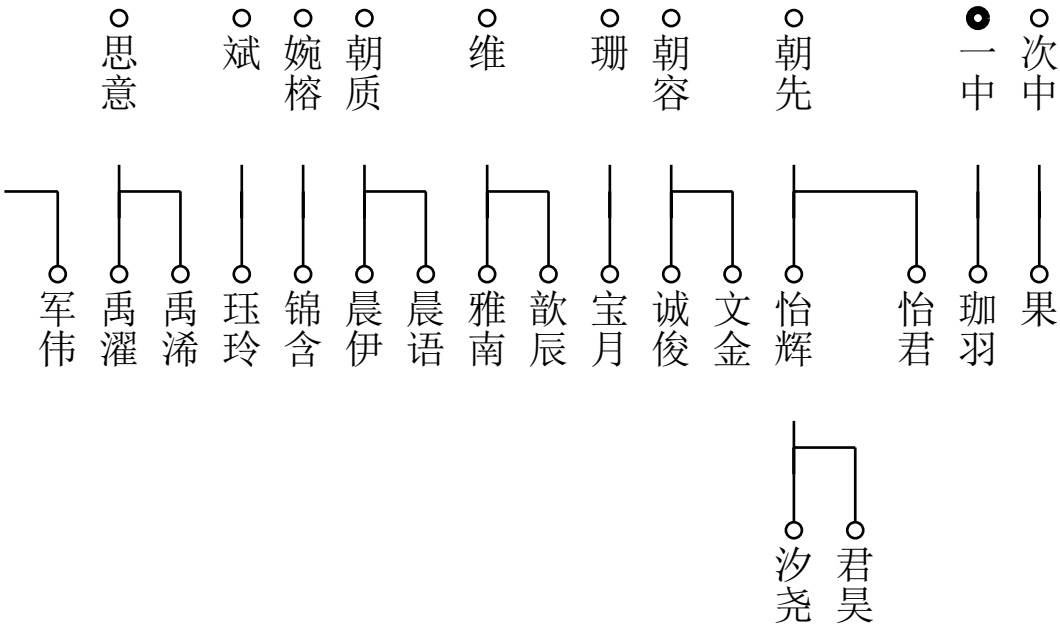 思意
斌
婉榕
朝质
维
珊
朝容
朝先
一中
次中
军伟
禹濯
禹浠
珏玲
锦含
晨伊
晨语
雅南
歆辰
宝月
诚俊
文金
怡辉
怡君
珈羽
果
汐尧
君昊